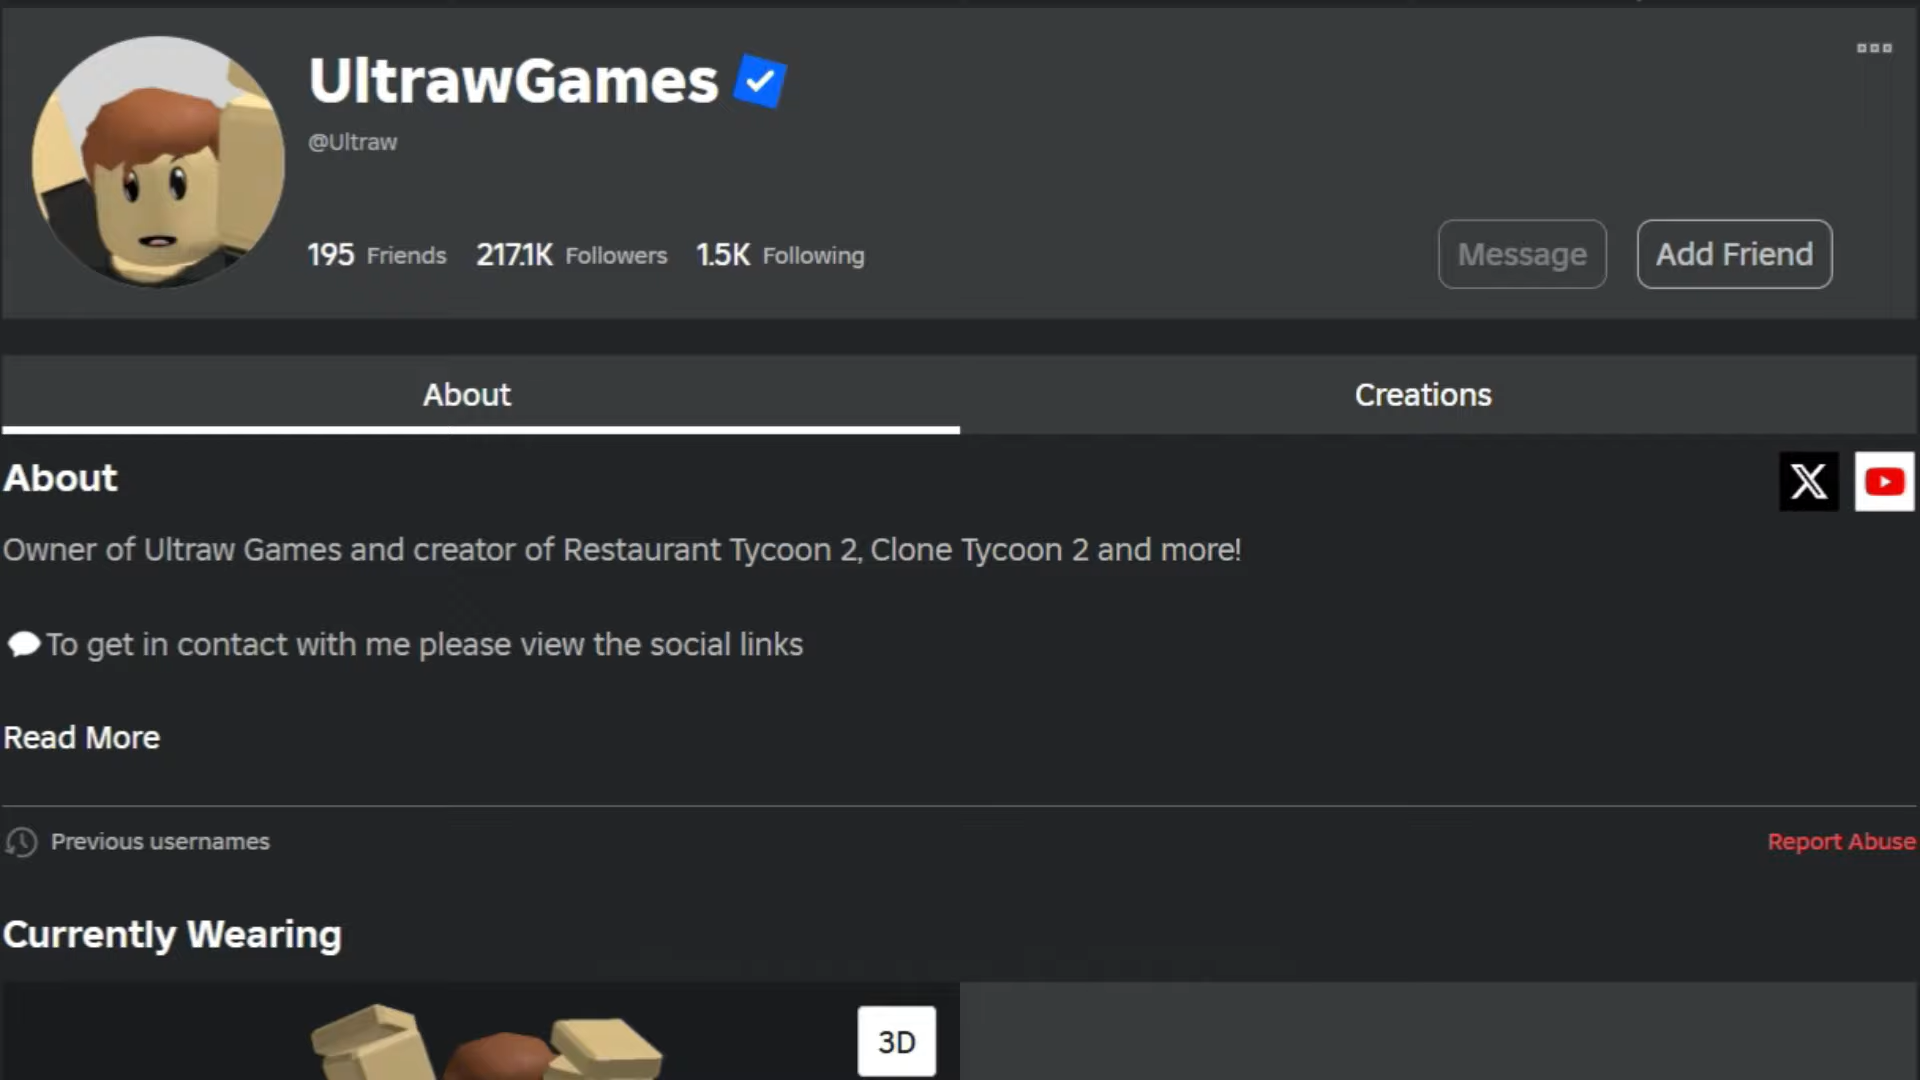 UltrawGames
@Ultraw
195 Friends 217.1K Followers 1.5K Following
Message Add Friend
About Creations
About
Owner of Ultraw Games and creator of Restaurant Tycoon 2, Clone Tycoon 2 and more!
To get in contact with me please view the social links
Read More
Previous usernames Report Abuse
Currently Wearing
3D